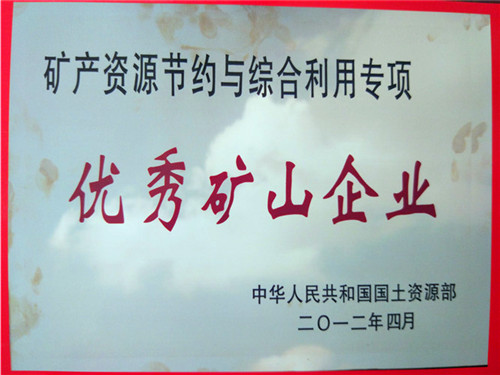 矿产资源节约与综合利用专项
优秀矿山企业
中华人民共和国国土资源部
二〇一二年四月